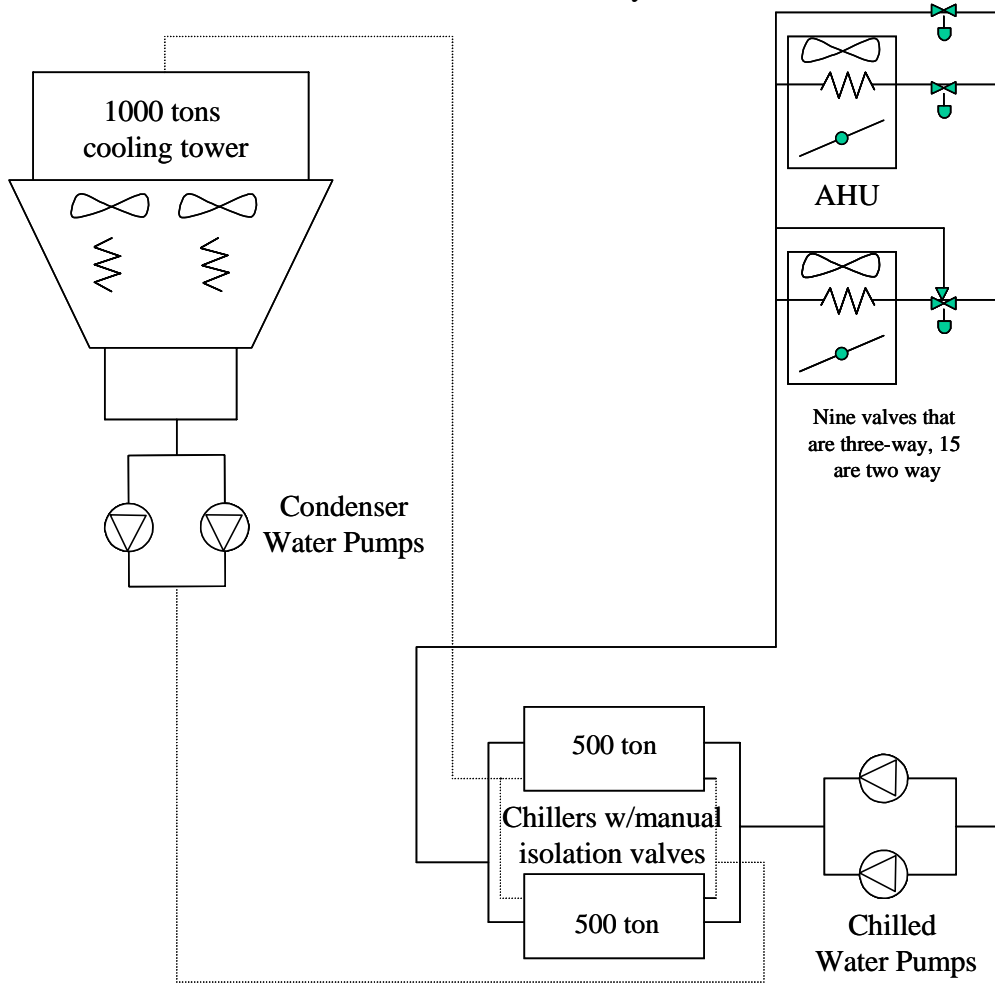 1000 tons
cooling tower
AHU
Nine valves that
are three-way, 15
are two way
Condenser
Water Pumps
500 ton
Chillers w/manual
isolation valves
500 ton
Chilled
Water Pumps